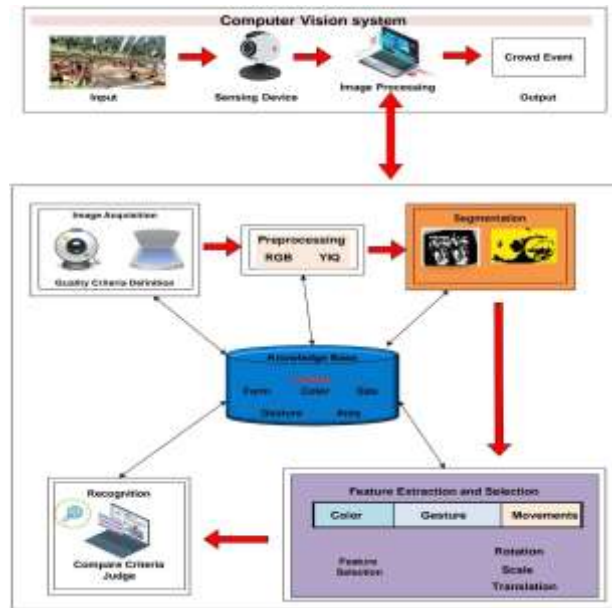 Computer Vision system
Input
Sensing Device
Image Processing
Crowd Event
Output
Image Acquisition
Quality Criteria Definition
Preprocessing
RGB YIQ
Segmentation
Knowledge Base
Form Color Size
Gesture Area
Recognition
Compare Criteria
Judge
Feature Extraction and Selection
Color Gesture Movements
Feature
Selection
Rotation
Scale
Translation